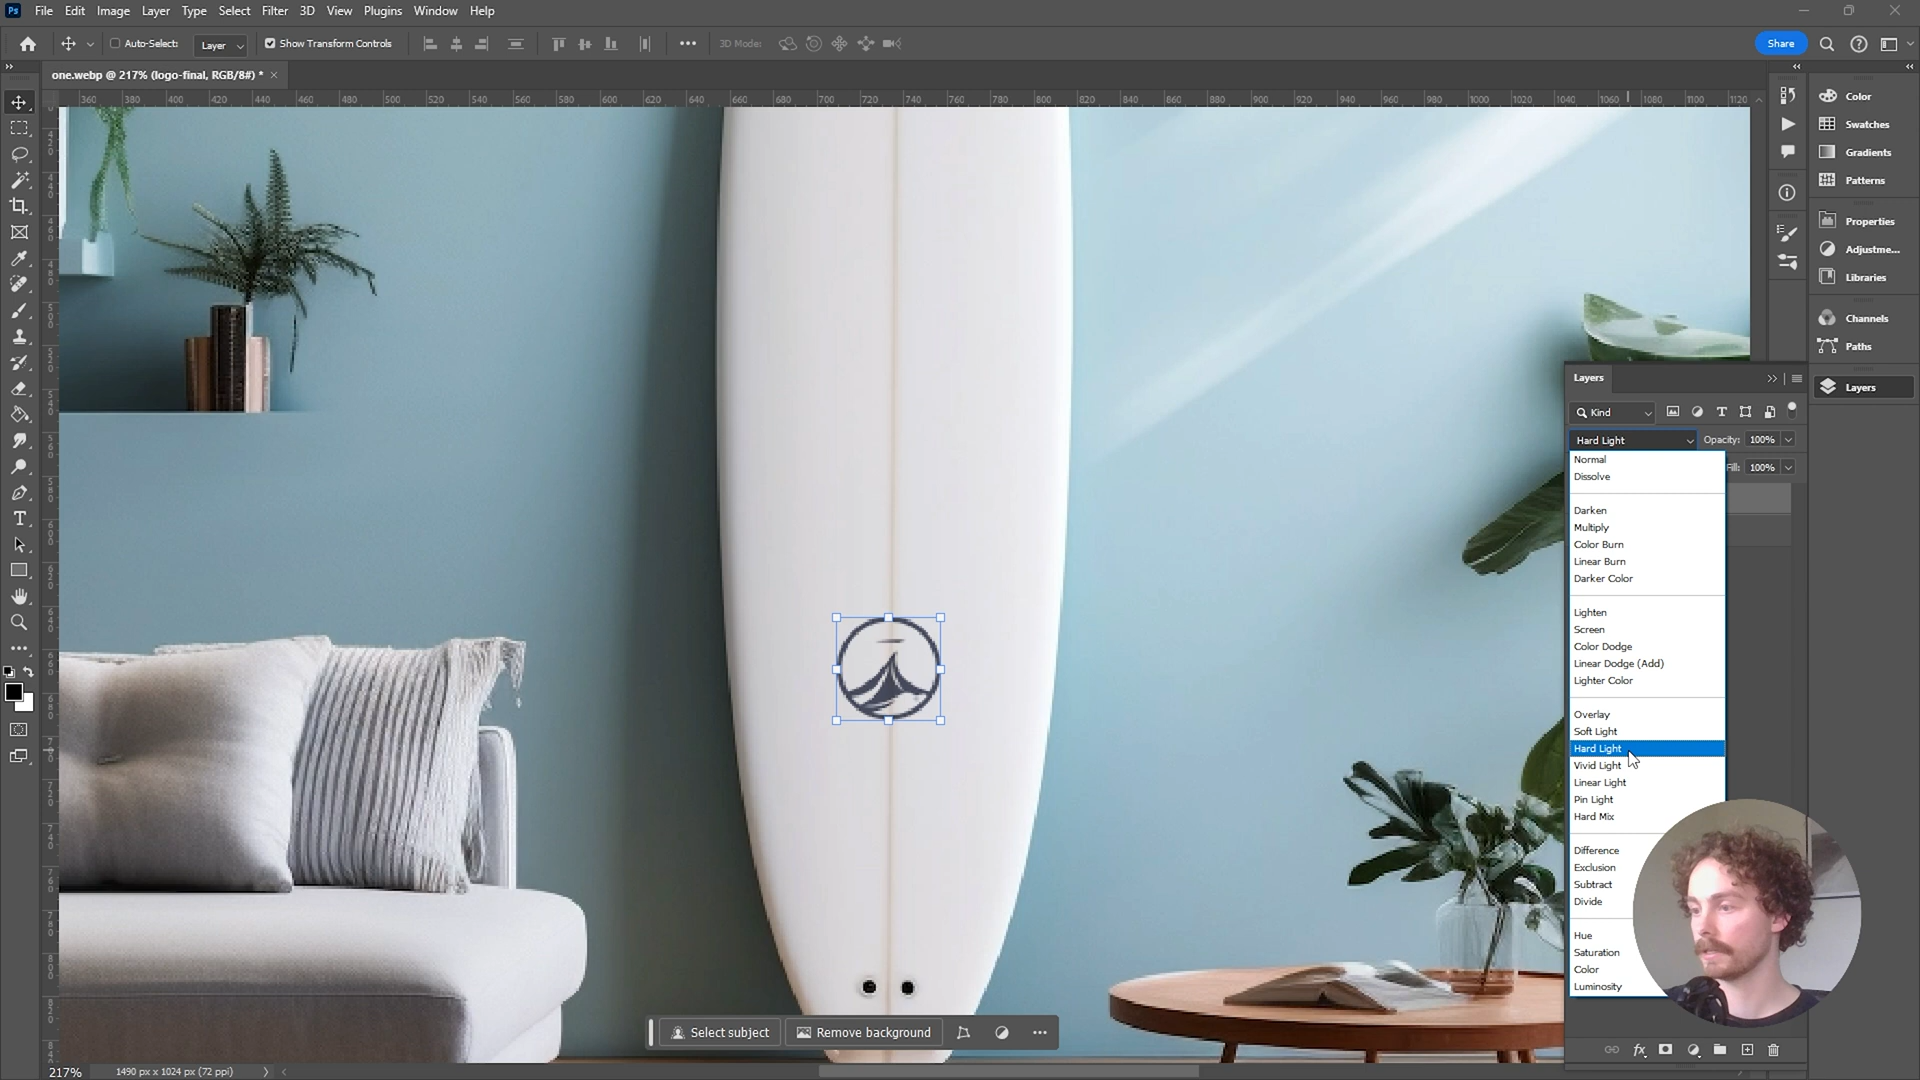 Ps File Edit Image Layer Type Select Filter 3D View Plugins Window Help
Auto-Select: Layer Show Transform Controls 3D Mode: Share
one.webp @ 217% (logo-final, RGB/8#) * ×
360 380 400 420 440 460 480 500 520 540 560 580 600 620 640 660 680 700 720 740 760 780 800 820 840 860 880 900 920 940 960 980 1000 1020 1040 1060 1080 1100 1120
Color
Swatches
Gradients
Patterns
Properties
Adjustme...
Libraries
Channels
Paths
Layers
Layers
Kind
Hard Light Opacity: 100%
Fill: 100%
Normal
Dissolve
Darken
Multiply
Color Burn
Linear Burn
Darker Color
Lighten
Screen
Color Dodge
Linear Dodge (Add)
Lighter Color
Overlay
Soft Light
Hard Light
Vivid Light
Linear Light
Pin Light
Hard Mix
Difference
Exclusion
Subtract
Divide
Hue
Saturation
Color
Luminosity
Select subject Remove background
217% 1490 px x 1024 px (72 ppi)